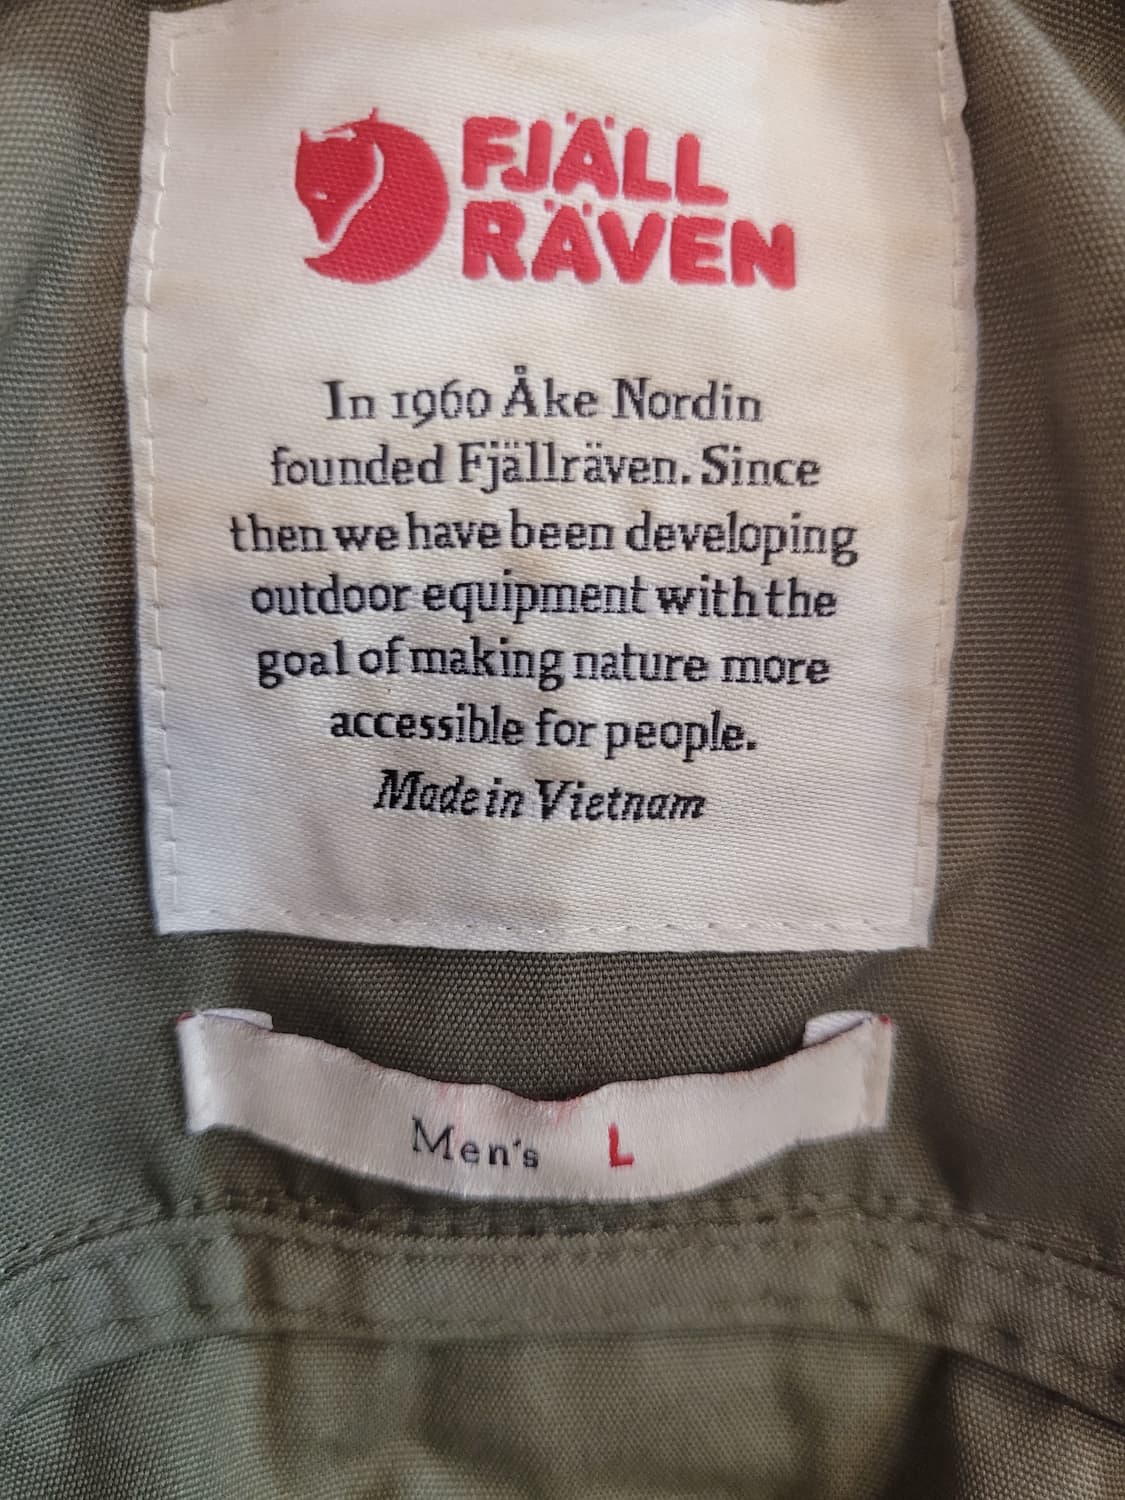 FJÄLL
RÄVEN
In 1960 Åke Nordin
founded Fjällräven. Since
then we have been developing
outdoor equipment with the
goal of making nature more
accessible for people.
Made in Vietnam
Men's L